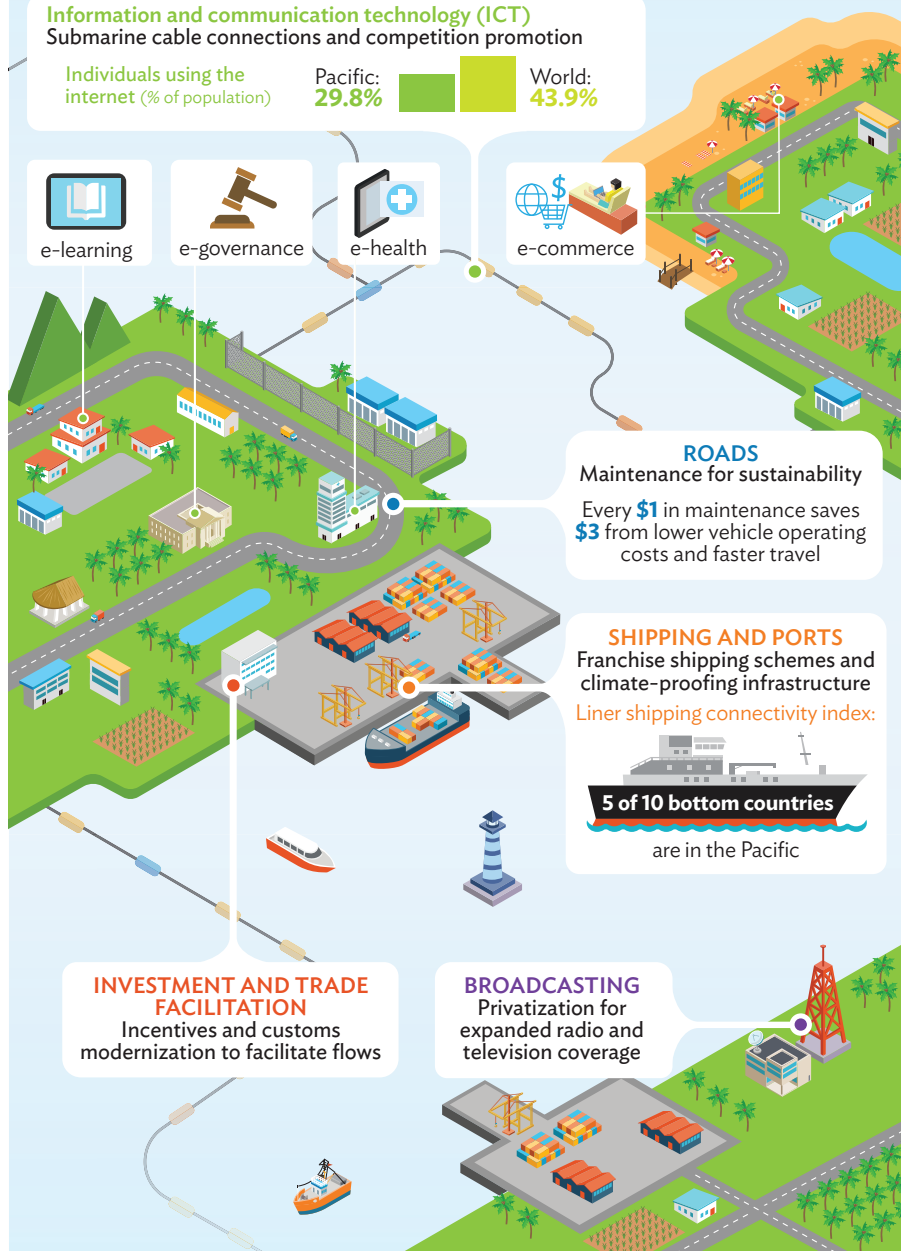 Information and communication technology (ICT)
Submarine cable connections and competition promotion
Individuals using the
internet (% of population)
Pacific:
29.8%
World:
43.9%
e-learning
e-governance
e-health
$
e-commerce
ROADS
Maintenance for sustainability
Every $1 in maintenance saves
$3 from lower vehicle operating
costs and faster travel
SHIPPING AND PORTS
Franchise shipping schemes and
climate-proofing infrastructure
Liner shipping connectivity index:
5 of 10 bottom countries
are in the Pacific
INVESTMENT AND TRADE
FACILITATION
Incentives and customs
modernization to facilitate flows
BROADCASTING
Privatization for
expanded radio and
television coverage